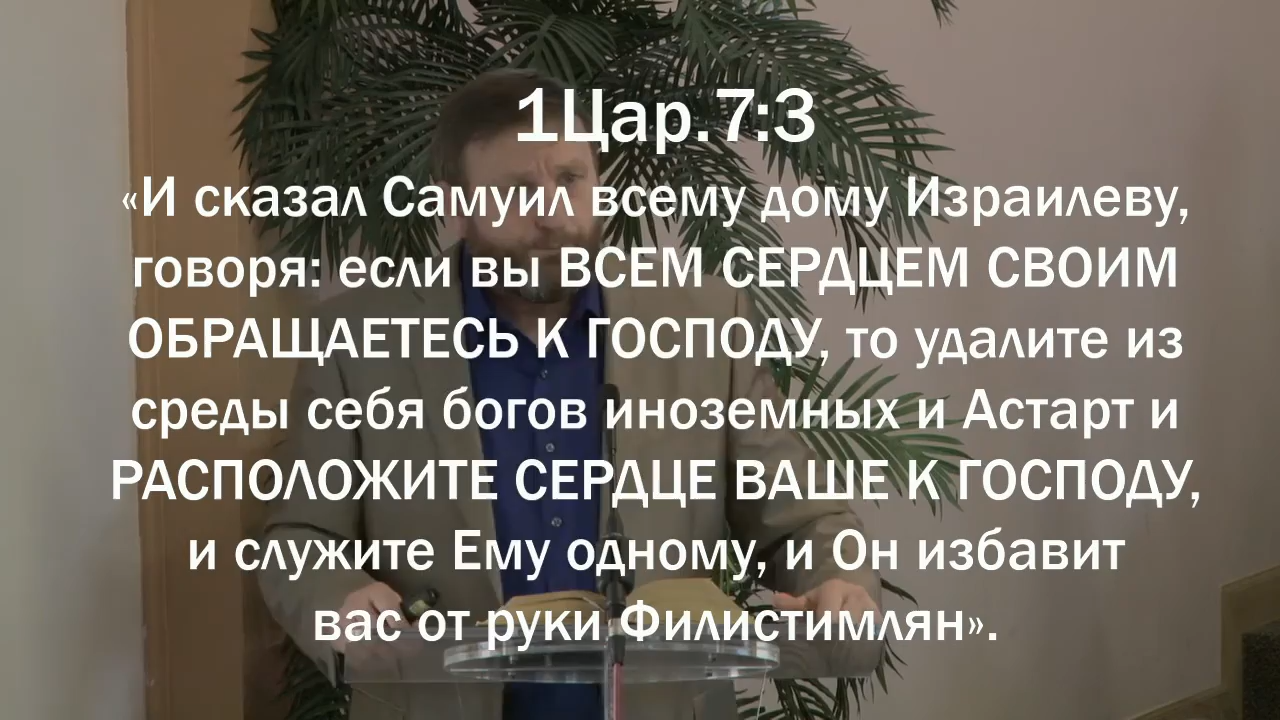 1Цар.7:3
«И сказал Самуил всему дому Израилеву,
говоря: если вы ВСЕМ СЕРДЦЕМ СВОИМ
ОБРАЩАЕТЕСЬ К ГОСПОДУ, то удалите из
среды себя богов иноземных и Астарт и
РАСПОЛОЖИТЕ СЕРДЦЕ ВАШЕ К ГОСПОДУ,
и служите Ему одному, и Он избавит
вас от руки Филистимлян».